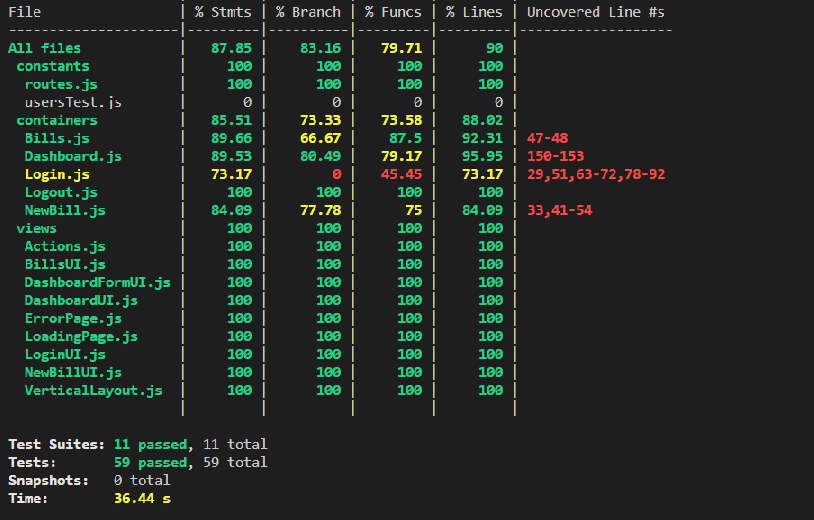 File                | % Stmts | % Branch | % Funcs | % Lines | Uncovered Line #s
--------------------|---------|----------|---------|---------|-------------------
All files           |   87.85 |    83.16 |   79.71 |      90 |
 constants          |     100 |      100 |     100 |     100 |
  routes.js         |     100 |      100 |     100 |     100 |
  usersTest.js      |       0 |        0 |       0 |       0 |
 containers         |   85.51 |    73.33 |   73.58 |   88.02 |
  Bills.js          |   89.66 |    66.67 |    87.5 |   92.31 | 47-48
  Dashboard.js      |   89.53 |    80.49 |   79.17 |   95.95 | 150-153
  Login.js          |   73.17 |        0 |   45.45 |   73.17 | 29,51,63-72,78-92
  Logout.js         |     100 |      100 |     100 |     100 |
  NewBill.js        |   84.09 |    77.78 |      75 |   84.09 | 33,41-54
 views              |     100 |      100 |     100 |     100 |
  Actions.js        |     100 |      100 |     100 |     100 |
  BillsUI.js        |     100 |      100 |     100 |     100 |
  DashboardFormUI.js |     100 |      100 |     100 |     100 |
  DashboardUI.js    |     100 |      100 |     100 |     100 |
  ErrorPage.js      |     100 |      100 |     100 |     100 |
  LoadingPage.js    |     100 |      100 |     100 |     100 |
  LoginUI.js        |     100 |      100 |     100 |     100 |
  NewBillUI.js      |     100 |      100 |     100 |     100 |
  VerticalLayout.js |     100 |      100 |     100 |     100 |
Test Suites: 11 passed, 11 total
Tests:       59 passed, 59 total
Snapshots:   0 total
Time:        36.44 s